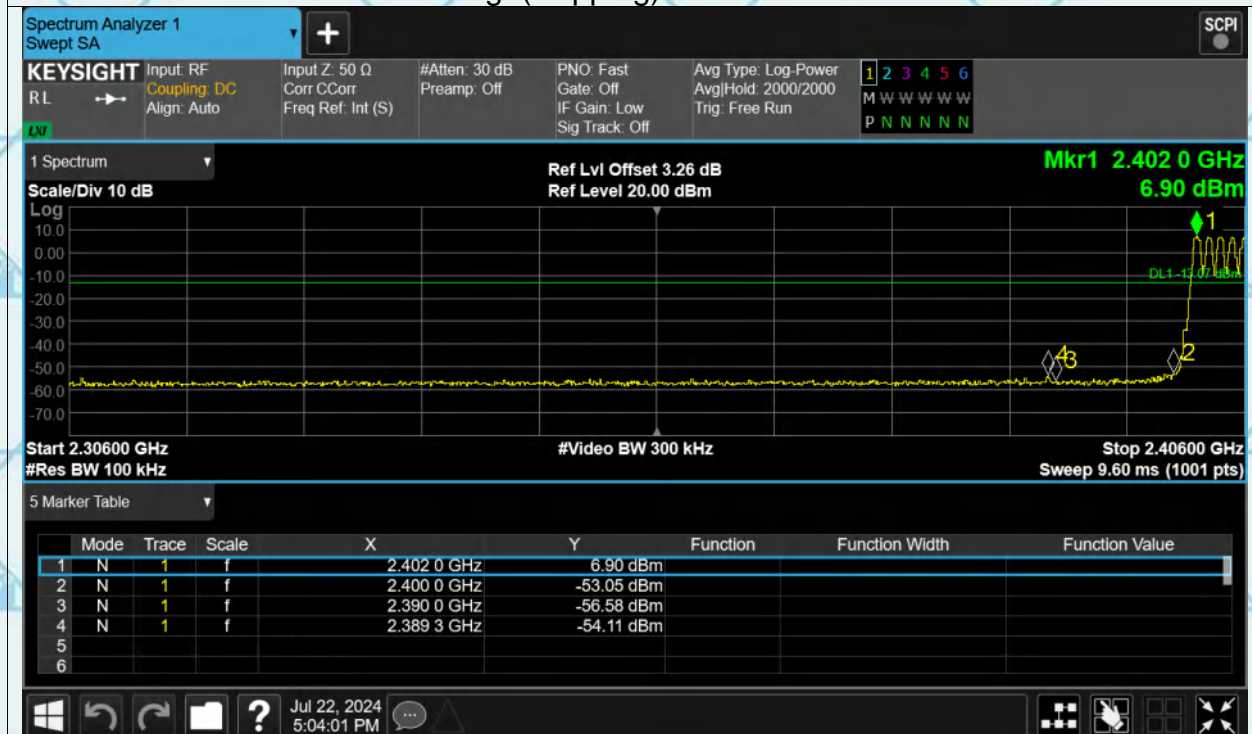 Spectrum Analyzer 1
Swept SA
+
SCPI
KEYSIGHT
RL
LXI
Input: RF
Coupling: DC
Align: Auto
Input Z: 50 Ω
Corr CCorr
Freq Ref: Int (S)
#Atten: 30 dB
Preamp: Off
PNO: Fast
Gate: Off
IF Gain: Low
Sig Track: Off
Avg Type: Log-Power
Avg|Hold: 2000/2000
Trig: Free Run
1 2 3 4 5 6
M W W W W W
P N N N N N
1 Spectrum
Scale/Div 10 dB
Ref Lvl Offset 3.26 dB
Ref Level 20.00 dBm
Mkr1 2.402 0 GHz
6.90 dBm
Log
10.0
0.00
-10.0
-20.0
-30.0
-40.0
-50.0
-60.0
-70.0
1
DL1 -13.07 dBm
4
3
2
Start 2.30600 GHz
#Res BW 100 kHz
#Video BW 300 kHz
Stop 2.40600 GHz
Sweep 9.60 ms (1001 pts)
5 Marker Table
Mode Trace Scale X Y Function Function Width Function Value
1 N 1 f 2.402 0 GHz 6.90 dBm
2 N 1 f 2.400 0 GHz -53.05 dBm
3 N 1 f 2.390 0 GHz -56.58 dBm
4 N 1 f 2.389 3 GHz -54.11 dBm
5
6
?
Jul 22, 2024
5:04:01 PM